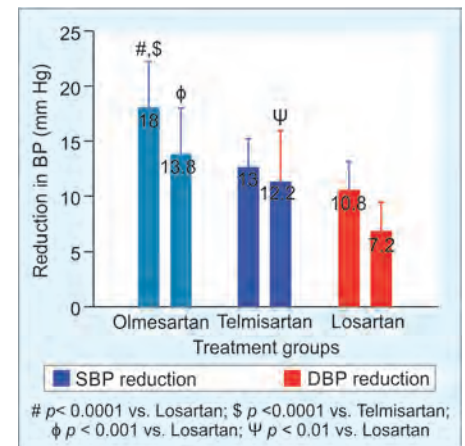 Reduction in BP (mm Hg)
25
20
15
10
5
0
#,$
18
ϕ
13.8
13
Ψ
12.2
10.8
7.2
Olmesartan Telmisartan Losartan
Treatment groups
SBP reduction DBP reduction
# p< 0.0001 vs. Losartan; $ p <0.0001 vs. Telmisartan;
ϕ p < 0.001 vs. Losartan; Ψ p < 0.01 vs. Losartan